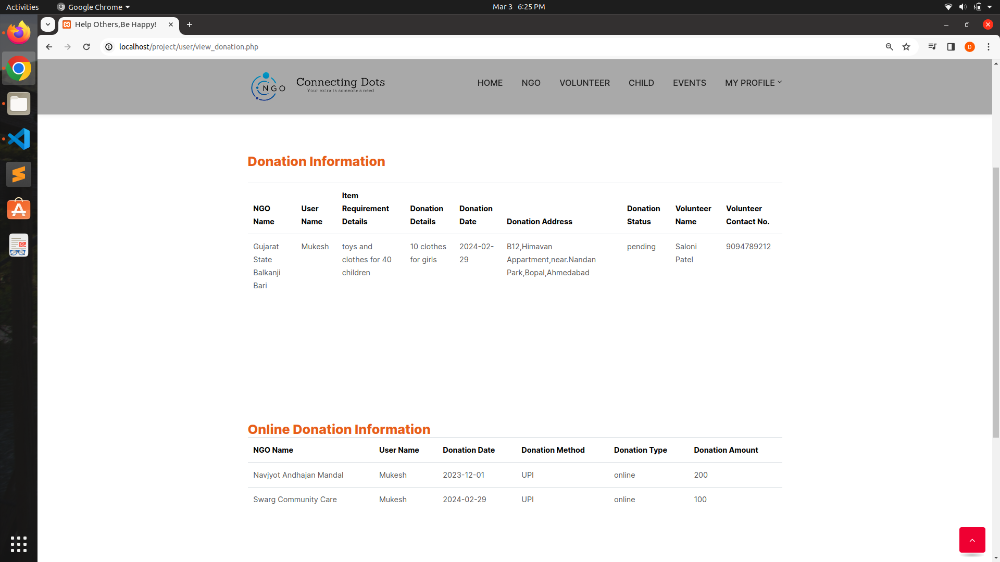 Activities Google Chrome Mar 3 6:25 PM
Help Others,Be Happy!
localhost/project/user/view_donation.php
D
NGO Connecting Dots
Your extra is someone's need
HOME NGO VOLUNTEER CHILD EVENTS MY PROFILE
Donation Information
Item
NGO User Requirement Donation Donation Donation Volunteer Volunteer
Name Name Details Details Date Donation Address Status Name Contact No.
Gujarat Mukesh toys and 10 clothes 2024-02- B12,Himavan pending Saloni 9094789212
State clothes for 40 for girls 29 Appartment,near.Nandan Patel
Balkanji children Park,Bopal,Ahmedabad
Bari
Online Donation Information
NGO Name User Name Donation Date Donation Method Donation Type Donation Amount
Navjyot Andhajan Mandal Mukesh 2023-12-01 UPI online 200
Swarg Community Care Mukesh 2024-02-29 UPI online 100